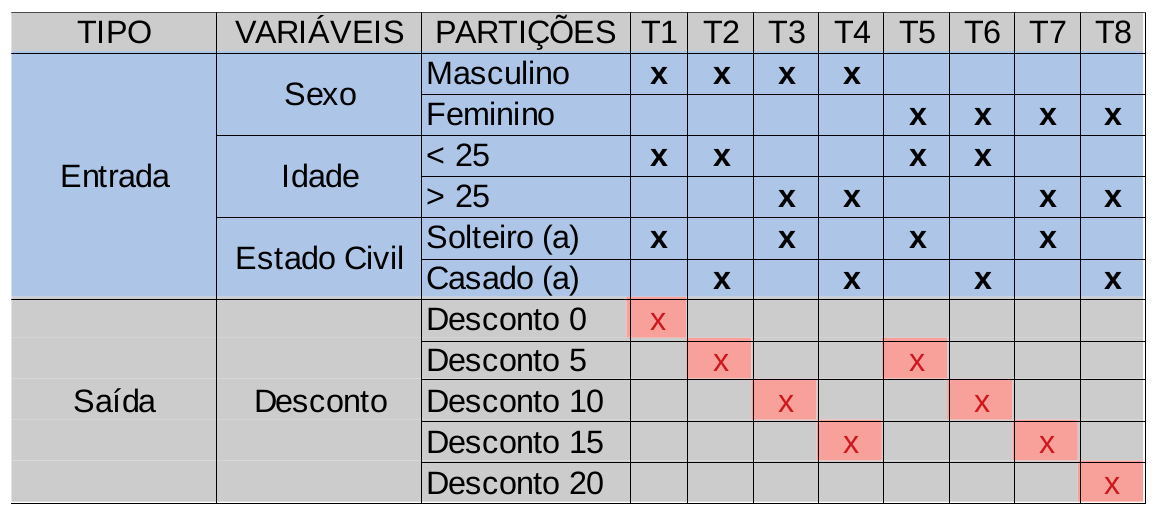 TIPO VARIÁVEIS PARTIÇÕES T1 T2 T3 T4 T5 T6 T7 T8
Entrada
Sexo
Masculino x x x x
Feminino x x x x
Idade
< 25 x x x x
> 25 x x x x
Estado Civil
Solteiro (a) x x x x
Casado (a) x x x x
Saída
Desconto
Desconto 0 x
Desconto 5 x x
Desconto 10 x x
Desconto 15 x x
Desconto 20 x